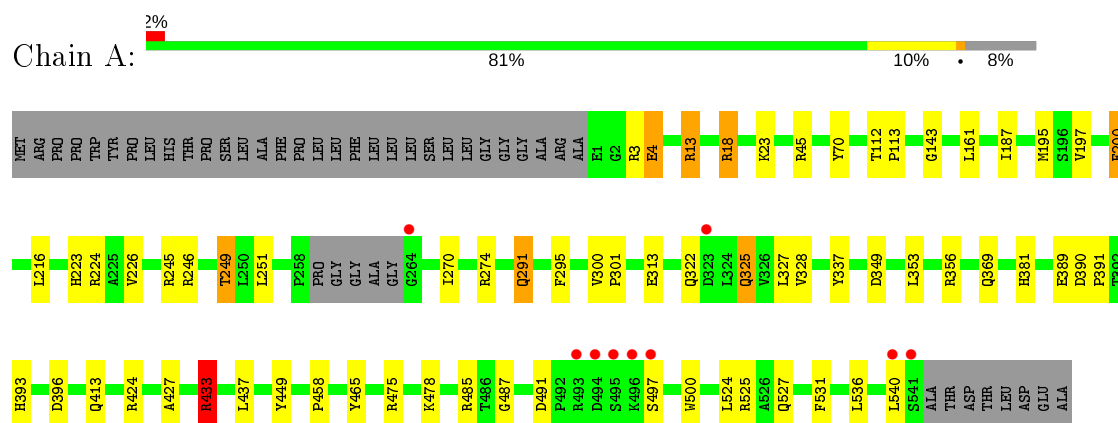 2%
Chain A:
81% 10% • 8%
MET ARG PRO PRO TRP TYR PRO LEU HIS THR PRO SER LEU ALA PHE PRO LEU LEU PHE LEU LEU LEU LEU SER LEU LEU GLY GLY GLY ALA ARG ALA E1 G2 R3 E4 R13 R18 K23 R45 Y70 T112 P113 G143 L161 I187 M195 S196 V197
L216 H223 R224 A225 V226 R245 R246 T249 L250 L251 P258 PRO GLY GLY ALA GLY G264 I270 R274 Q291 F295 V300 P301 E313 Q322 D323 L324 Q325 V326 L327 V328 Y337 D349 L353 R356 Q369 H381 E389 D390 P391 T392
H393 D396 Q413 R424 A427 R433 L437 Y449 P458 Y465 R475 K478 R485 T486 G487 D491 P492 R493 D494 S495 K496 S497 W500 L524 R525 A526 Q527 F531 L536 L540 S541 ALA THR ASP THR LEU ASP GLU ALA